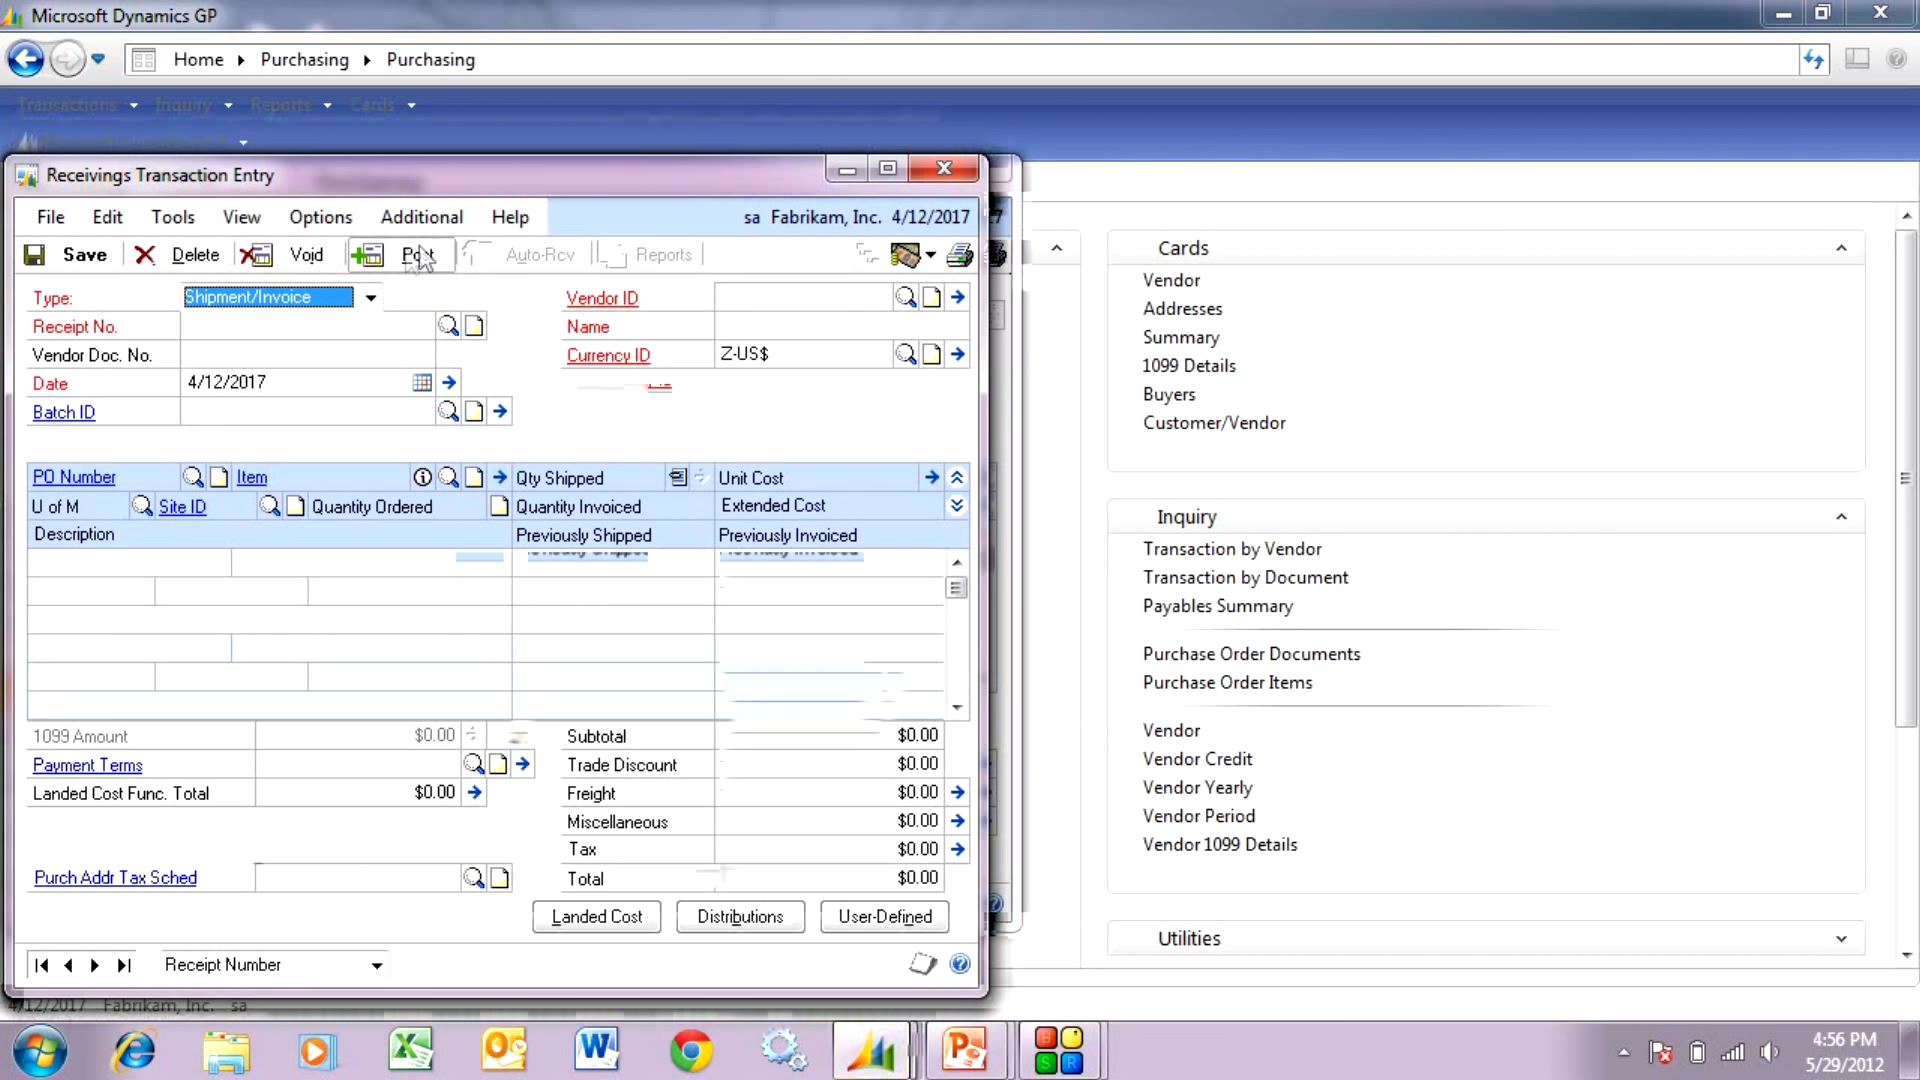 Microsoft Dynamics GP
Home Purchasing Purchasing
Transactions Inquiry Reports Cards
Receivings Transaction Entry
File Edit Tools View Options Additional Help
sa Fabrikam, Inc. 4/12/2017
Save Delete Void Post Auto-Rcv Reports
Type: Shipment/Invoice
Receipt No.
Vendor Doc. No.
Date 4/12/2017
Batch ID
Vendor ID
Name
Currency ID Z-US$
PO Number Item Qty Shipped Unit Cost
U of M Site ID Quantity Ordered Quantity Invoiced Extended Cost
Description Previously Shipped Previously Invoiced
1099 Amount $0.00
Payment Terms
Landed Cost Func. Total $0.00
Purch Addr Tax Sched
Subtotal $0.00
Trade Discount $0.00
Freight $0.00
Miscellaneous $0.00
Tax $0.00
Total $0.00
Landed Cost Distributions User-Defined
Receipt Number
4/12/2017 Fabrikam, Inc. sa
Cards
Vendor
Addresses
Summary
1099 Details
Buyers
Customer/Vendor
Inquiry
Transaction by Vendor
Transaction by Document
Payables Summary
Purchase Order Documents
Purchase Order Items
Vendor
Vendor Credit
Vendor Yearly
Vendor Period
Vendor 1099 Details
Utilities
4:56 PM
5/29/2012